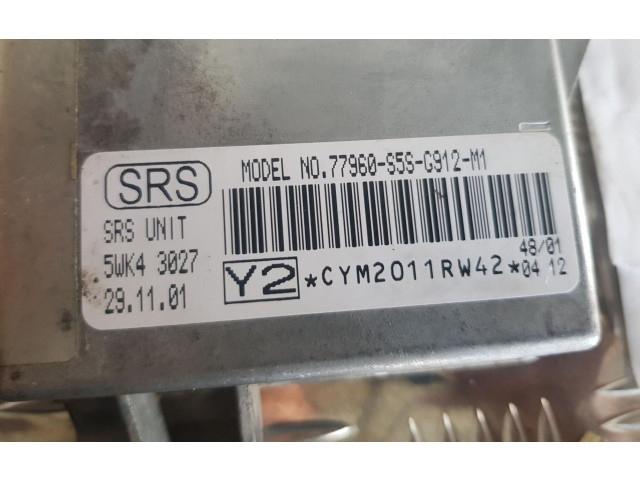 SRS
MODEL NO.77960-S5S-G912-M1
SRS UNIT
5WK4 3027
29.11.01
Y2
*CYM2011RW42*
48/01
04 12